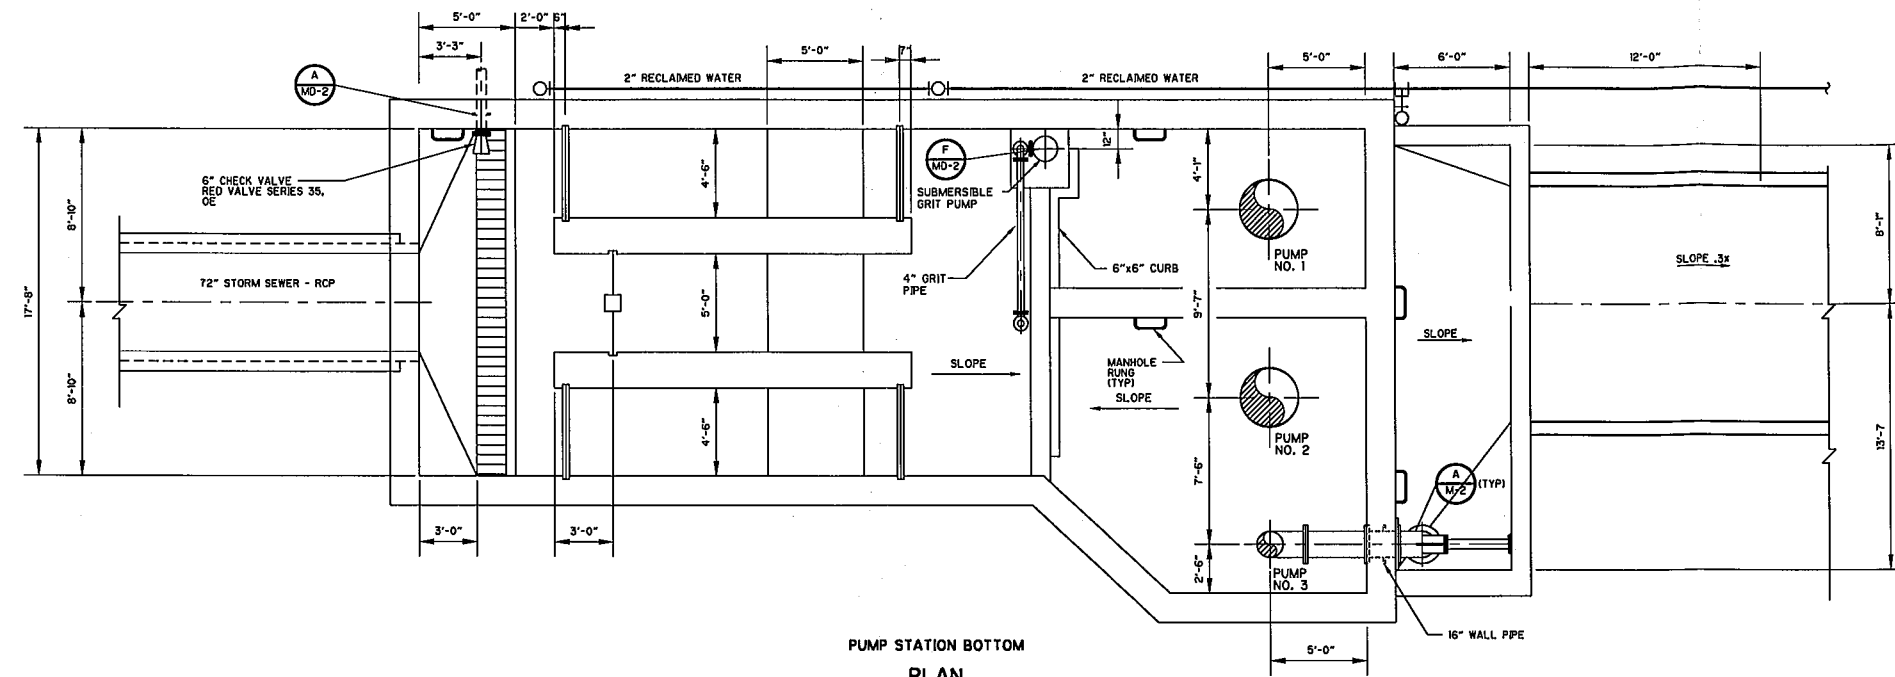 5'-0"
2'-0"
6"
3'-3"
5'-0"
7"
5'-0"
6'-0"
12'-0"
2" RECLAIMED WATER
2" RECLAIMED WATER
A
MD-2
6" CHECK VALVE
RED VALVE SERIES 35,
OE
4'-6"
F
MD-2
SUBMERSIBLE
GRIT PUMP
12"
4'-1"
8'-10"
17'-8"
8'-10"
72" STORM SEWER - RCP
5'-0"
4'-6"
4" GRIT
PIPE
6"x6" CURB
PUMP
NO. 1
9'-7"
8'-1"
SLOPE .3%
SLOPE
SLOPE
MANHOLE
RUNG
(TYP)
SLOPE
PUMP
NO. 2
7'-6"
13'-7
A
M-2
(TYP)
3'-0"
3'-0"
2'-6"
PUMP
NO. 3
16" WALL PIPE
5'-0"
PUMP STATION BOTTOM
PLAN